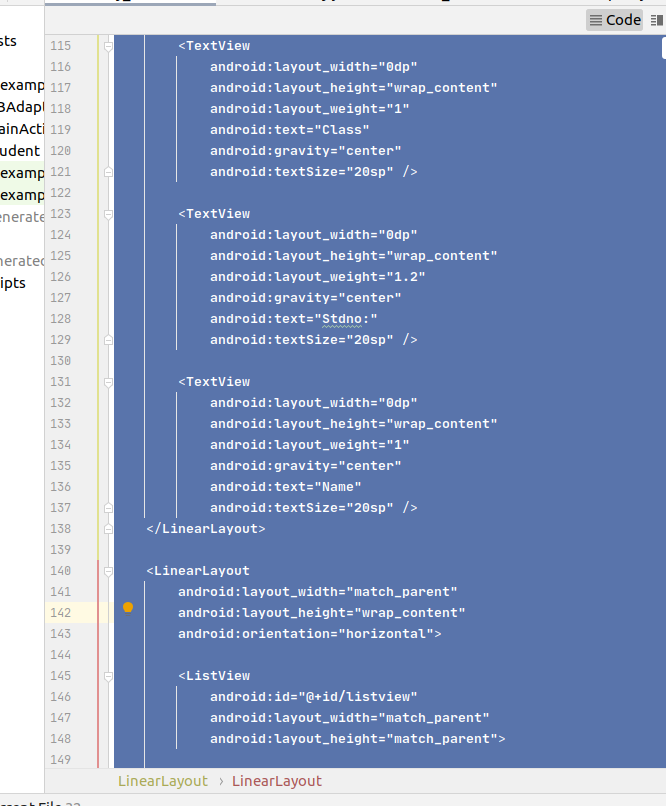 Code
sts
examp
BAdapt
ainActi
udent
examp
examp
enerate
nerated
ipts
115 <TextView
116 android:layout_width="0dp"
117 android:layout_height="wrap_content"
118 android:layout_weight="1"
119 android:text="Class"
120 android:gravity="center"
121 android:textSize="20sp" />
122
123 <TextView
124 android:layout_width="0dp"
125 android:layout_height="wrap_content"
126 android:layout_weight="1.2"
127 android:gravity="center"
128 android:text="Stdno:"
129 android:textSize="20sp" />
130
131 <TextView
132 android:layout_width="0dp"
133 android:layout_height="wrap_content"
134 android:layout_weight="1"
135 android:gravity="center"
136 android:text="Name"
137 android:textSize="20sp" />
138 </LinearLayout>
139
140 <LinearLayout
141 android:layout_width="match_parent"
142 android:layout_height="wrap_content"
143 android:orientation="horizontal">
144
145 <ListView
146 android:id="@+id/listview"
147 android:layout_width="match_parent"
148 android:layout_height="match_parent">
149
LinearLayout › LinearLayout